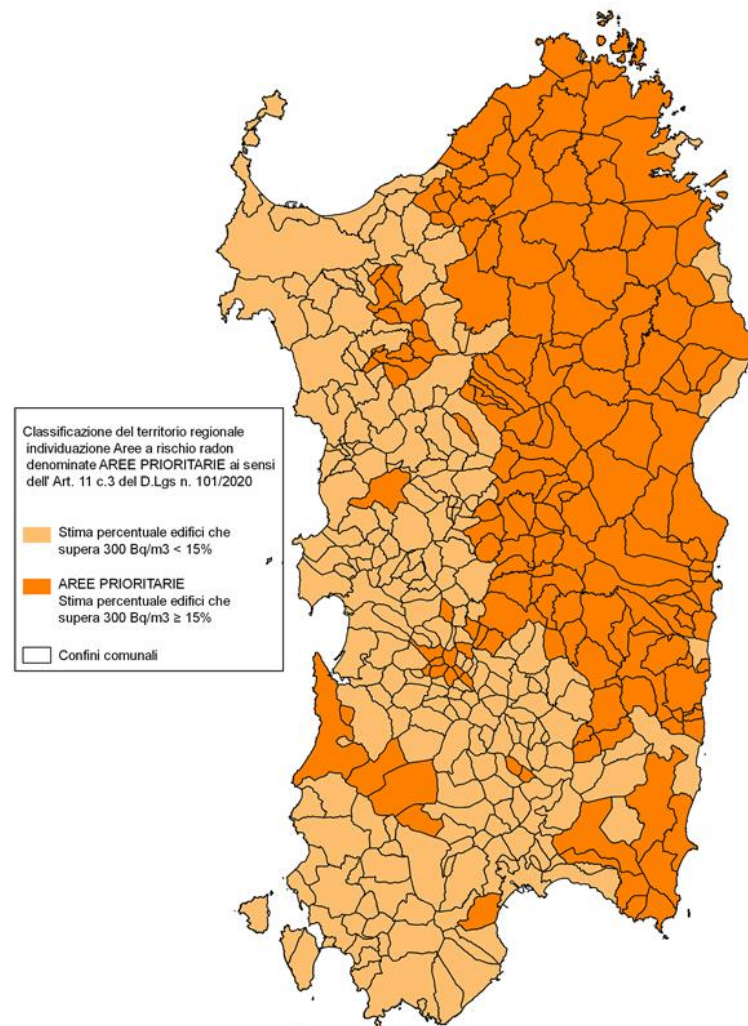 Classificazione del territorio regionale
individuazione Aree a rischio radon
denominate AREE PRIORITARIE ai sensi
dell' Art. 11 c.3 del D.Lgs n. 101/2020
Stima percentuale edifici che
supera 300 Bq/m3 < 15%
AREE PRIORITARIE
Stima percentuale edifici che
supera 300 Bq/m3 ≥ 15%
Confini comunali